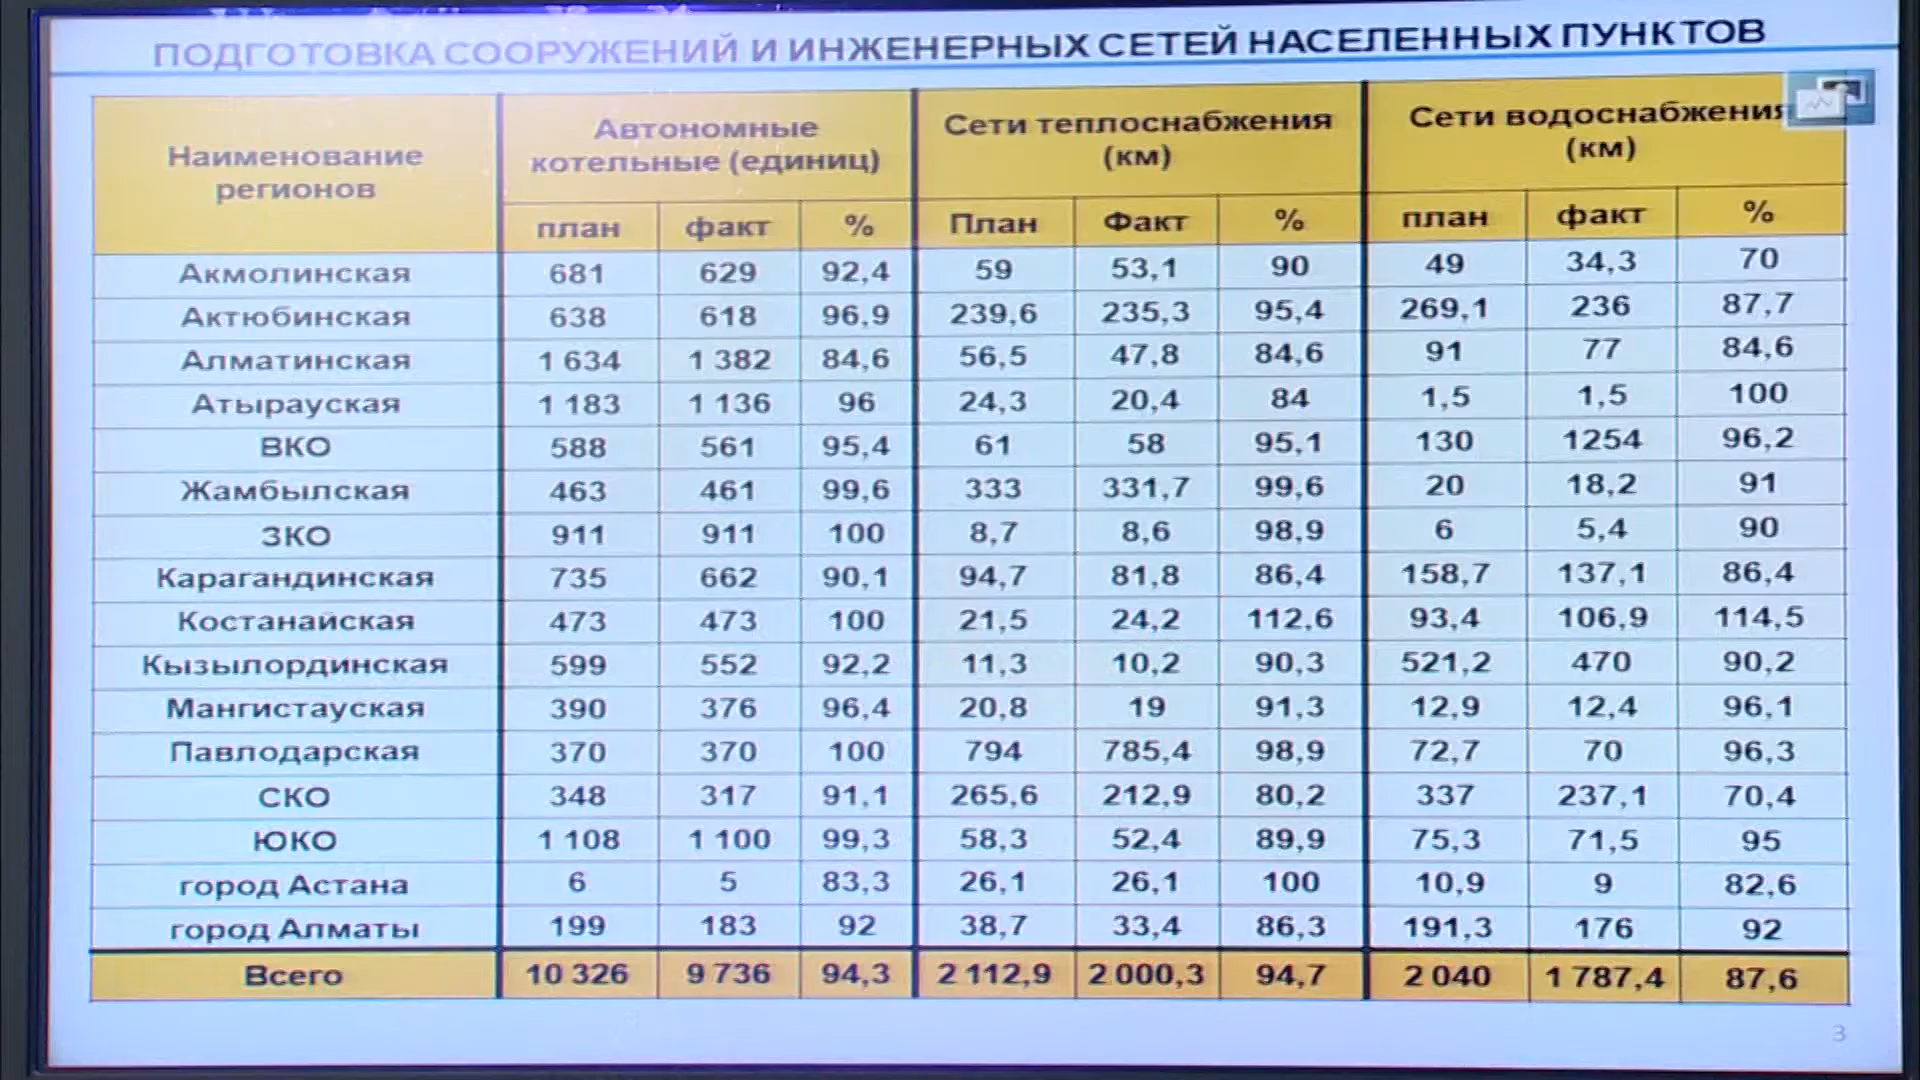 ПОДГОТОВКА СООРУЖЕНИЙ И ИНЖЕНЕРНЫХ СЕТЕЙ НАСЕЛЕННЫХ ПУНКТОВ
Наименование регионов Автономные котельные (единиц) Сети теплоснабжения (км) Сети водоснабжения (км)
план факт % План Факт % план факт %
Акмолинская 681 629 92,4 59 53,1 90 49 34,3 70
Актюбинская 638 618 96,9 239,6 235,3 95,4 269,1 236 87,7
Алматинская 1 634 1 382 84,6 56,5 47,8 84,6 91 77 84,6
Атырауская 1 183 1 136 96 24,3 20,4 84 1,5 1,5 100
ВКО 588 561 95,4 61 58 95,1 130 1254 96,2
Жамбылская 463 461 99,6 333 331,7 99,6 20 18,2 91
ЗКО 911 911 100 8,7 8,6 98,9 6 5,4 90
Карагандинская 735 662 90,1 94,7 81,8 86,4 158,7 137,1 86,4
Костанайская 473 473 100 21,5 24,2 112,6 93,4 106,9 114,5
Кызылординская 599 552 92,2 11,3 10,2 90,3 521,2 470 90,2
Мангистауская 390 376 96,4 20,8 19 91,3 12,9 12,4 96,1
Павлодарская 370 370 100 794 785,4 98,9 72,7 70 96,3
СКО 348 317 91,1 265,6 212,9 80,2 337 237,1 70,4
ЮКО 1 108 1 100 99,3 58,3 52,4 89,9 75,3 71,5 95
город Астана 6 5 83,3 26,1 26,1 100 10,9 9 82,6
город Алматы 199 183 92 38,7 33,4 86,3 191,3 176 92
Всего 10 326 9 736 94,3 2 112,9 2 000,3 94,7 2 040 1 787,4 87,6
3